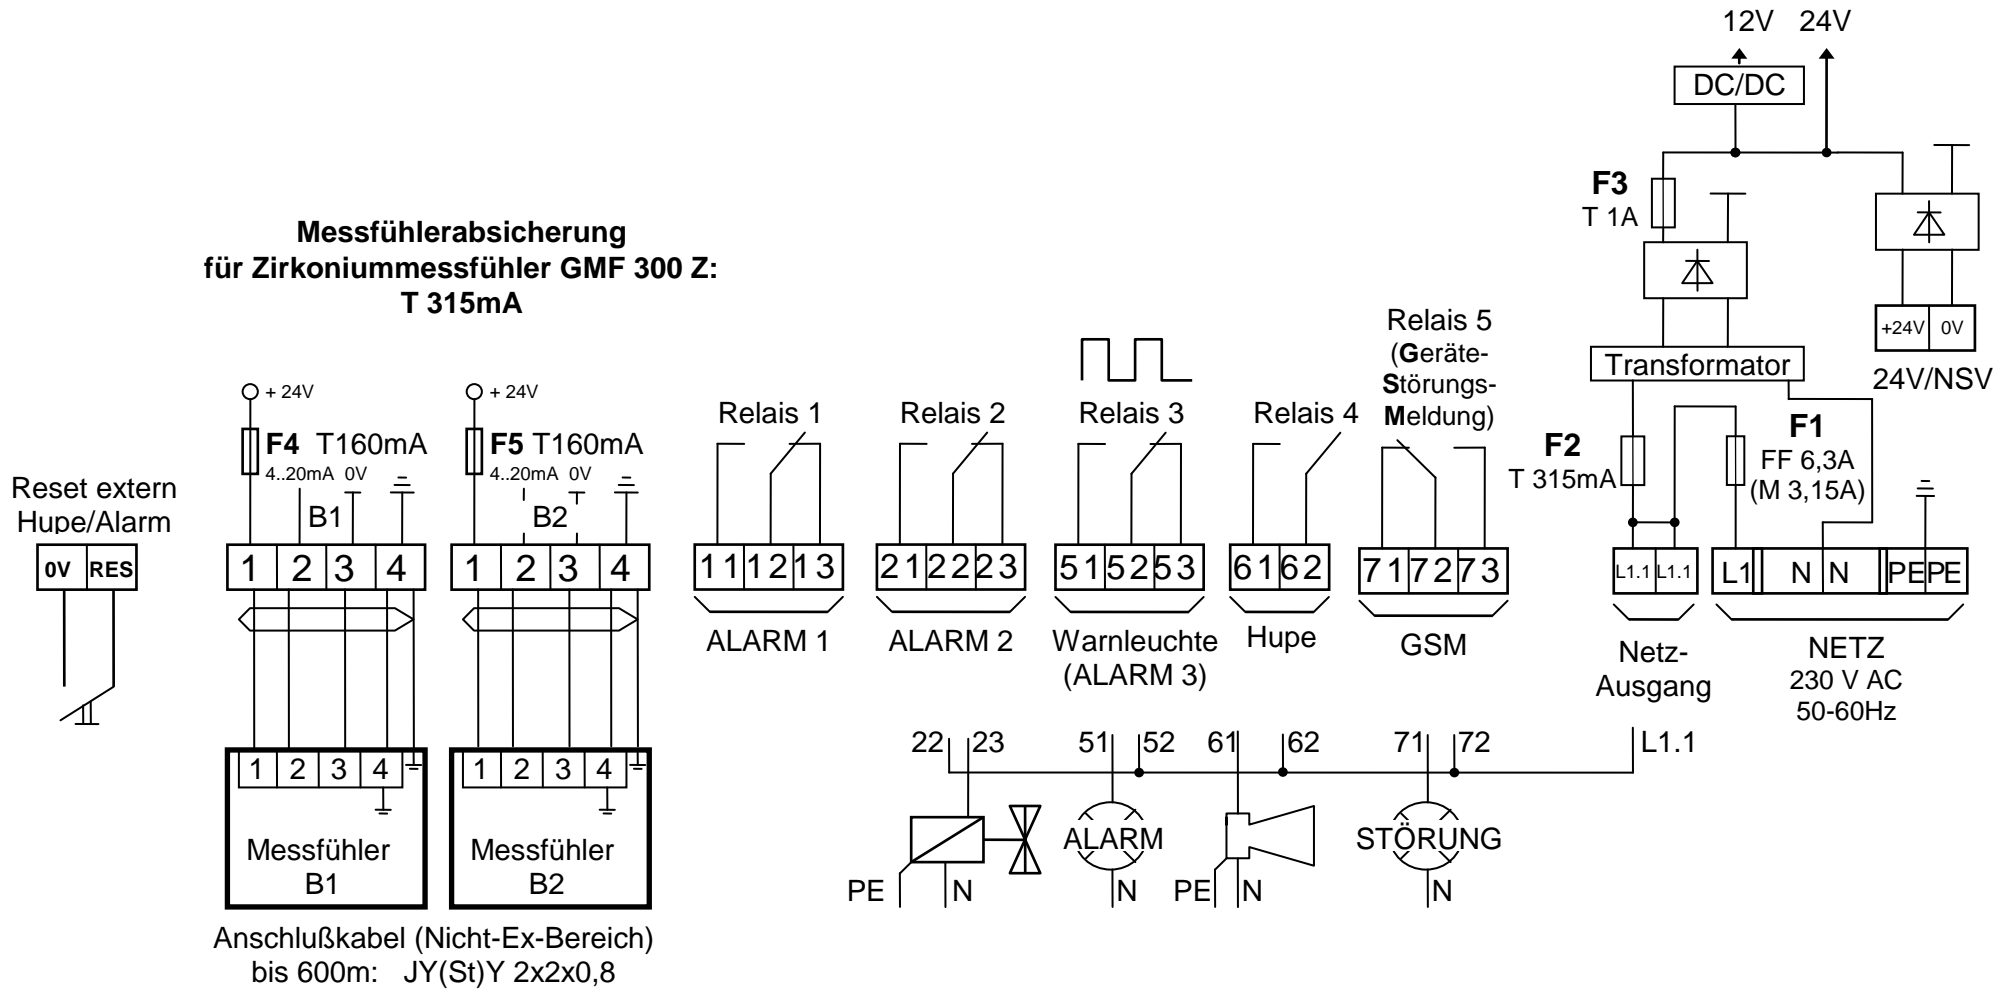 12V 24V
DC/DC
F3
T 1A
Messfühlerabsicherung
für Zirkoniummessfühler GMF 300 Z:
T 315mA
+24V 0V
24V/NSV
Transformator
Relais 5
(Geräte-
Störungs-
Meldung)
+ 24V
+ 24V
F4 T160mA
4..20mA 0V
B1
F5 T160mA
4..20mA 0V
B2
Relais 1
Relais 2
Relais 3
Relais 4
F2
T 315mA
F1
FF 6,3A
(M 3,15A)
Reset extern
Hupe/Alarm
0V RES
1 2 3 4
1 2 3 4
11 12 13
21 22 23
51 52 53
61 62
71 72 73
L1.1 L1.1
L1 N N PE PE
ALARM 1
ALARM 2
Warnleuchte
(ALARM 3)
Hupe
GSM
Netz-
Ausgang
NETZ
230 V AC
50-60Hz
22 23 51 52 61 62 71 72 L1.1
1 2 3 4
1 2 3 4
Messfühler
B1
Messfühler
B2
ALARM
STÖRUNG
PE N N PE N N
Anschlußkabel (Nicht-Ex-Bereich)
bis 600m: JY(St)Y 2x2x0,8